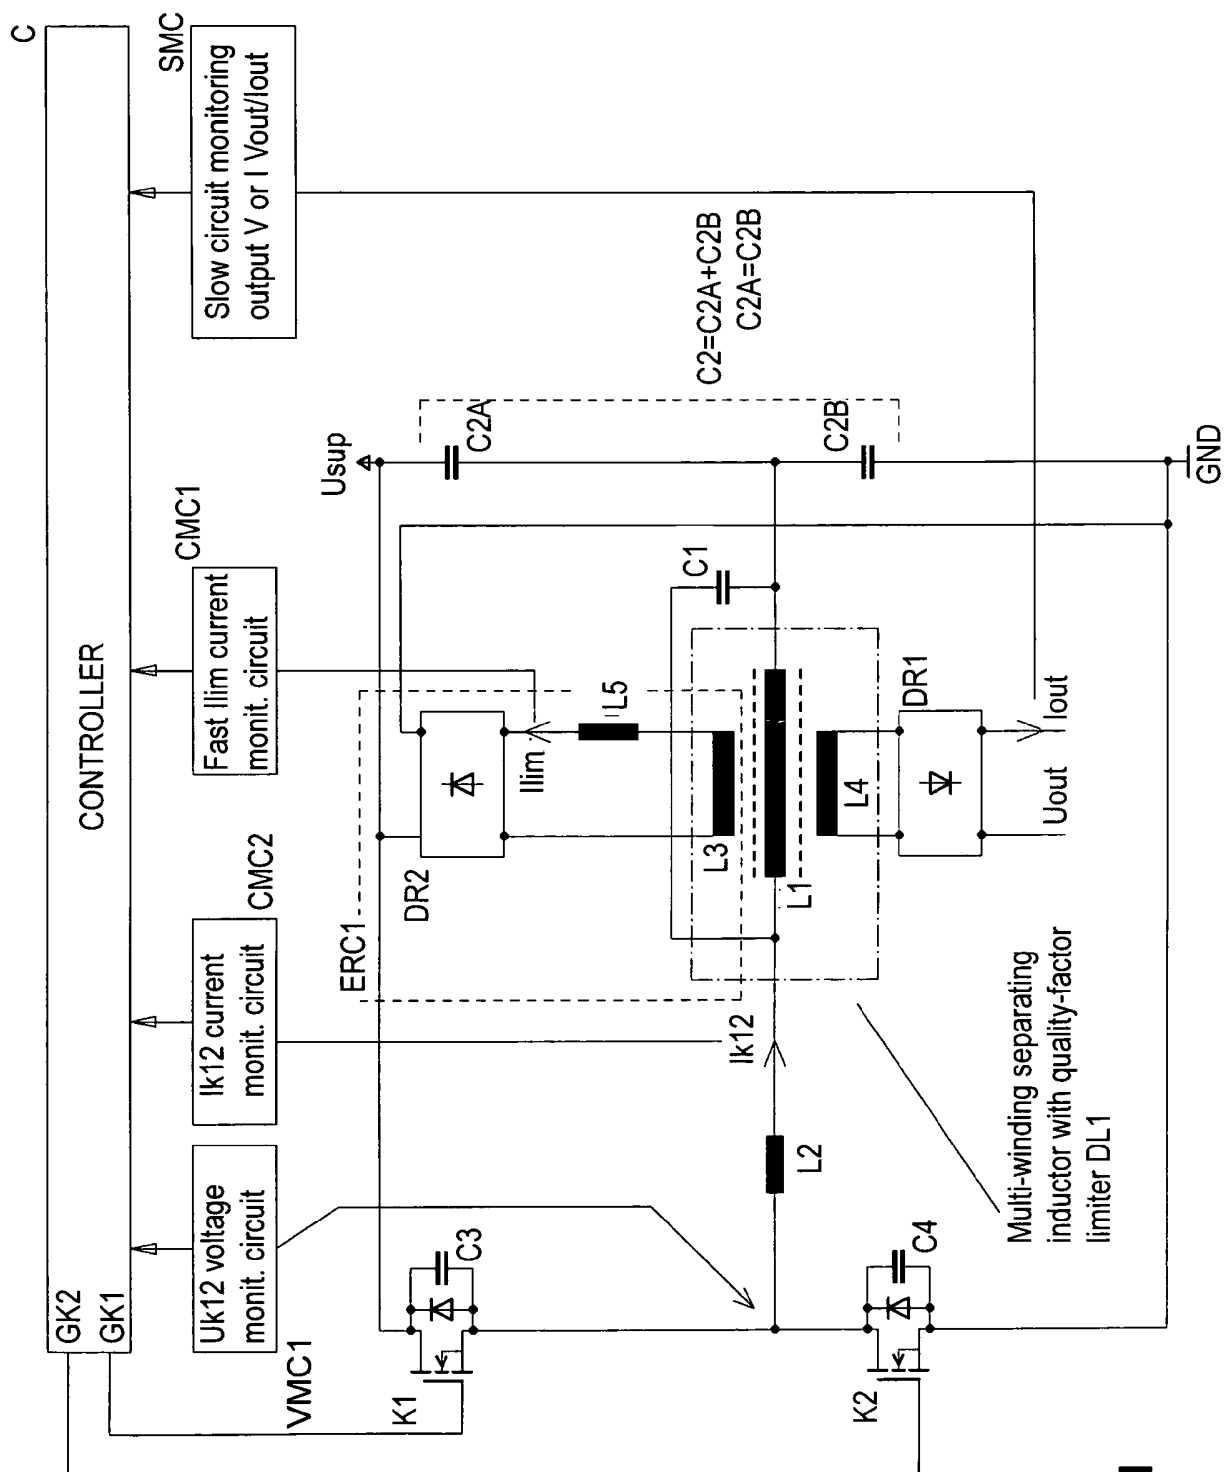 C
CONTROLLER
GK2
GK1
Uk12 voltage
monit. circuit
VMC1
Ik12 current
monit. circuit
CMC2
Fast Ilim current
monit. circuit
CMC1
Slow circuit monitoring
output V or I Vout/Iout
SMC
Usup
ERC1
DR2
Ilim
L5
C2A
C1
C2=C2A+C2B
C2A=C2B
K1
C3
L3
L2
Ik12
L1
L4
C2B
K2
C4
DR1
Uout
Iout
GND
Multi-winding separating
inductor with quality-factor
limiter DL1